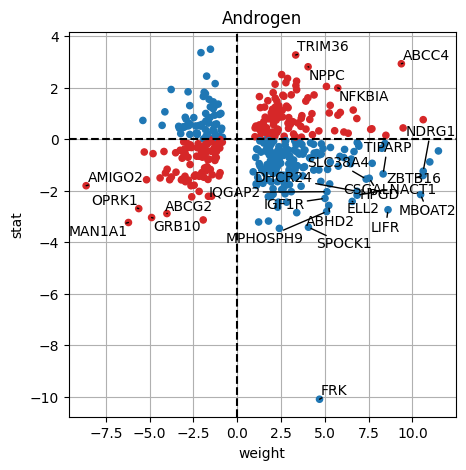 Androgen
4
TRIM36
ABCC4
NPPC
2
NFKBIA
NDRG1
0
TIPARP
SLC38A4
AMIGO2
DHCR24
ZBTB16
−2
IQGAP2
CSGALNACT1
HPGD
OPRK1
ABCG2
IGF1R
ELL2
MBOAT2
MAN1A1
GRB10
ABHD2
LIFR
MPHOSPH9
SPOCK1
stat
−4
−6
−8
FRK
−10
−7.5 −5.0 −2.5 0.0 2.5 5.0 7.5 10.0
weight